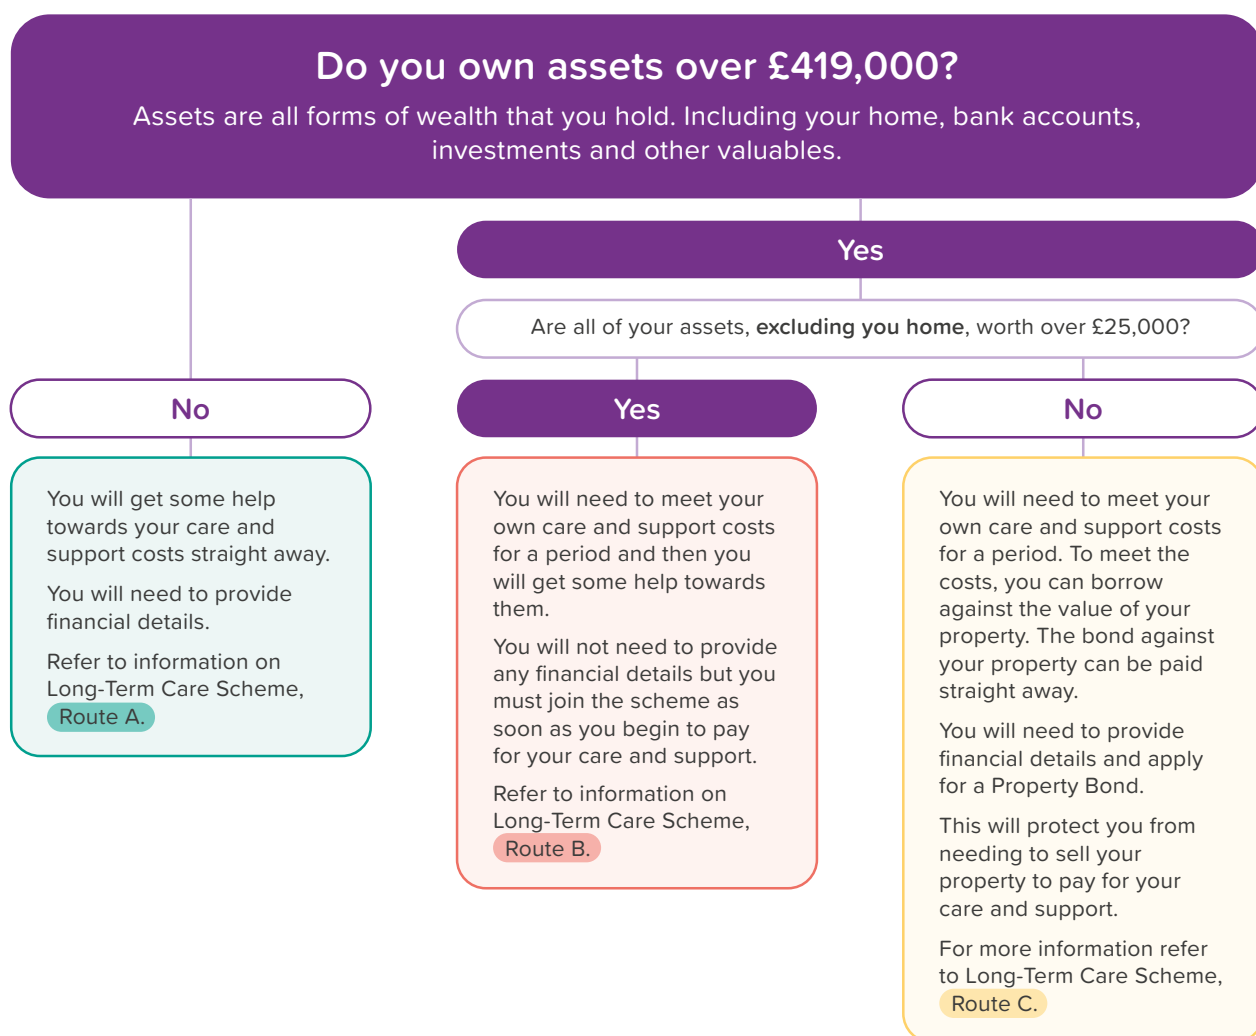 Do you own assets over £419,000?
Assets are all forms of wealth that you hold. Including your home, bank accounts,
investments and other valuables.
Yes
Are all of your assets, excluding you home, worth over £25,000?
No
You will get some help
towards your care and
support costs straight away.
You will need to provide
financial details.
Refer to information on
Long-Term Care Scheme,
Route A.
Yes
You will need to meet your
own care and support costs
for a period and then you
will get some help towards
them.
You will not need to provide
any financial details but you
must join the scheme as
soon as you begin to pay
for your care and support.
Refer to information on
Long-Term Care Scheme,
Route B.
No
You will need to meet your
own care and support costs
for a period. To meet the
costs, you can borrow
against the value of your
property. The bond against
your property can be paid
straight away.
You will need to provide
financial details and apply
for a Property Bond.
This will protect you from
needing to sell your
property to pay for your
care and support.
For more information refer
to Long-Term Care Scheme,
Route C.